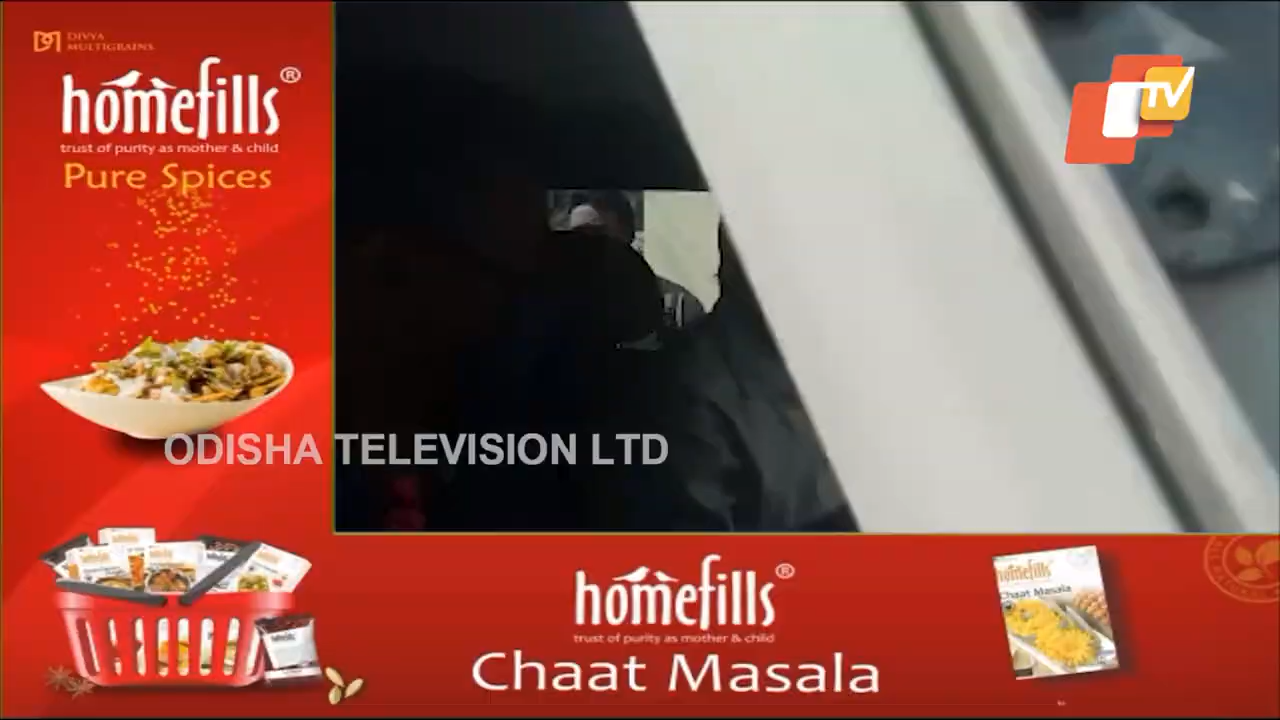 DIVYA
MULTIGRAINS
homefills®
trust of purity as mother & child
Pure Spices
TV
ODISHA TELEVISION LTD
homefills®
trust of purity as mother & child
Chaat Masala
homefills
Chaat Masala